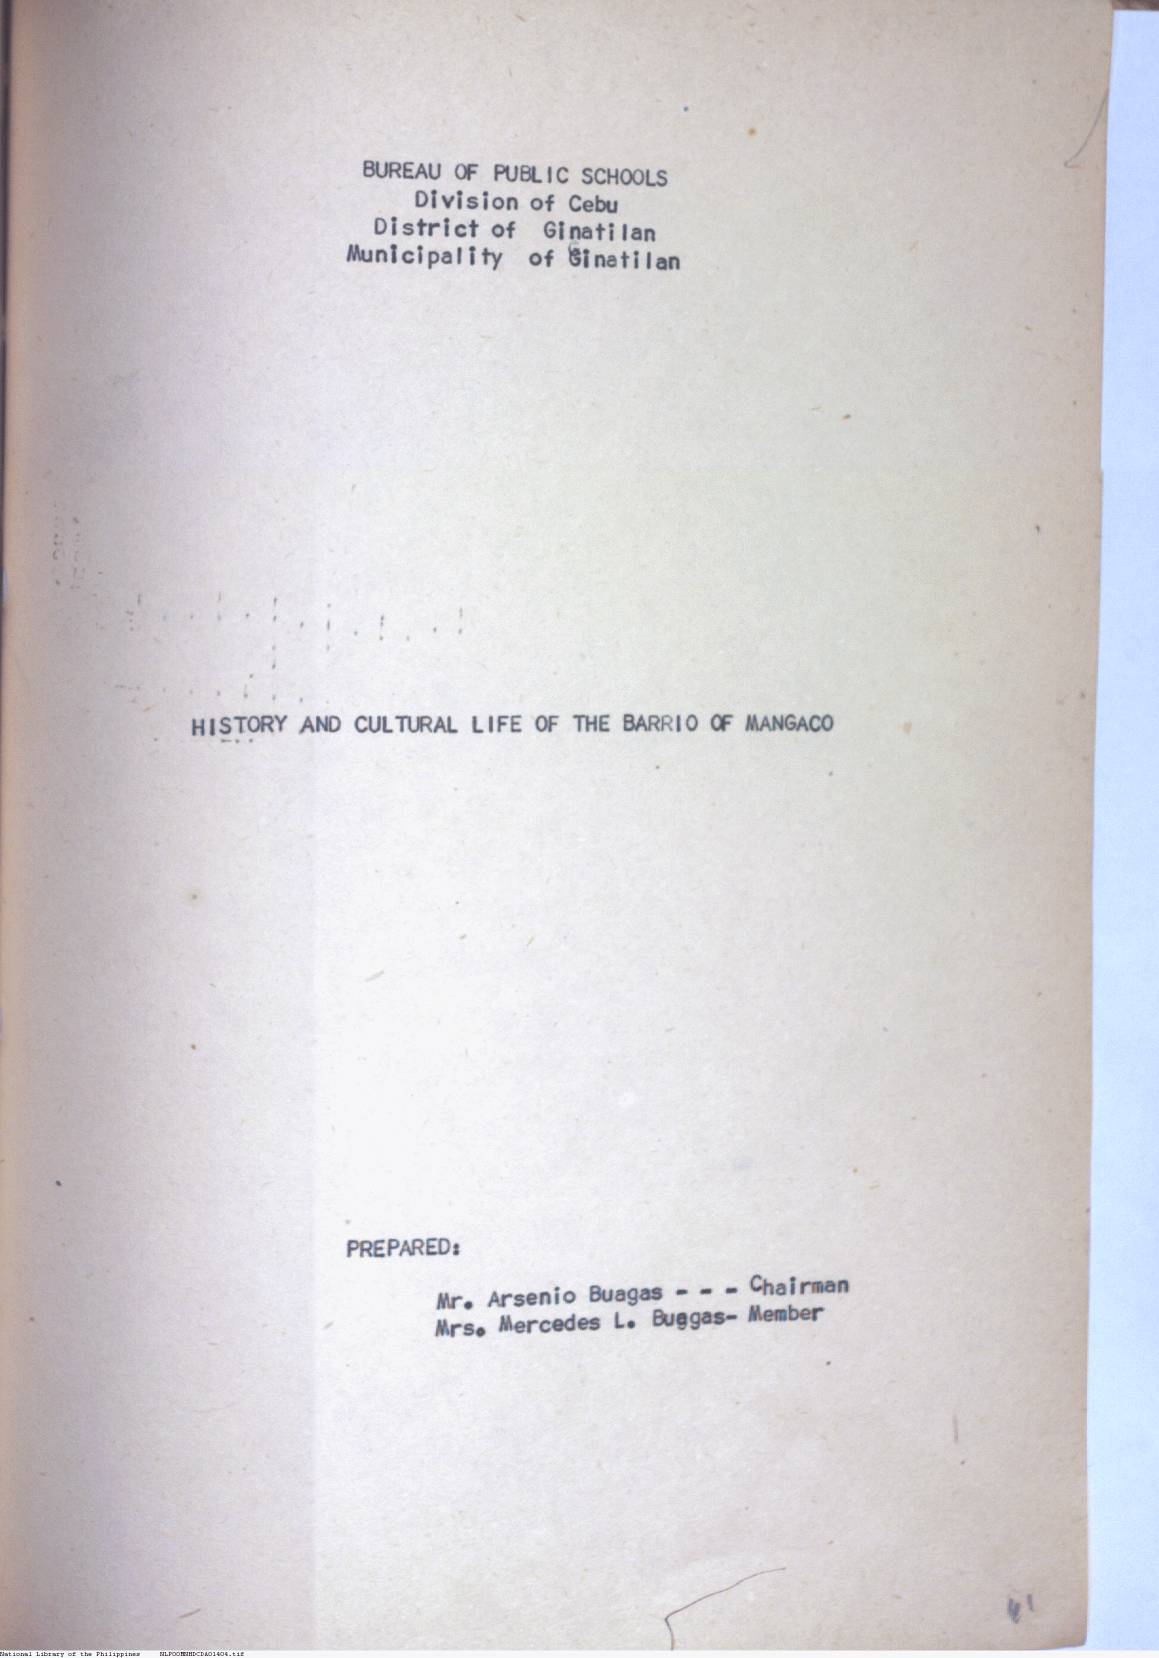 BUREAU OF PUBLIC SCHOOLS
Division of Cebu
District of Ginatilan
Municipality of Ginatilan
HISTORY AND CULTURAL LIFE OF THE BARRIO OF MANGACO
PREPARED:
Mr. Arsenio Buagas - - - Chairman
Mrs. Mercedes L. Buagas- Member
National Library of the Philippines